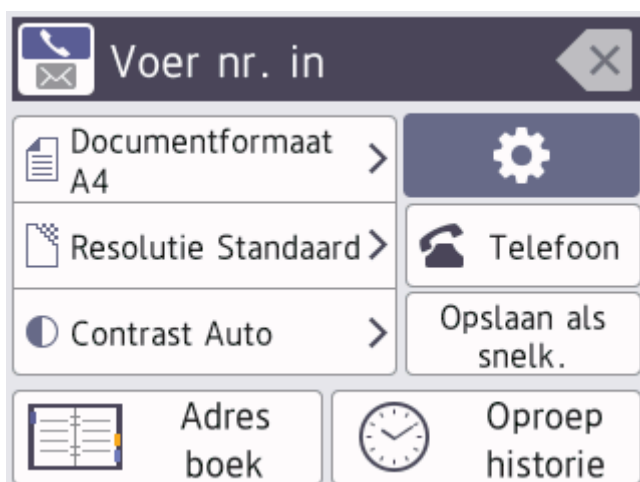 Voer nr. in
Documentformaat
A4
Resolutie Standaard
Telefoon
Contrast Auto
Opslaan als
snelk.
Adres
boek
Oproep
historie